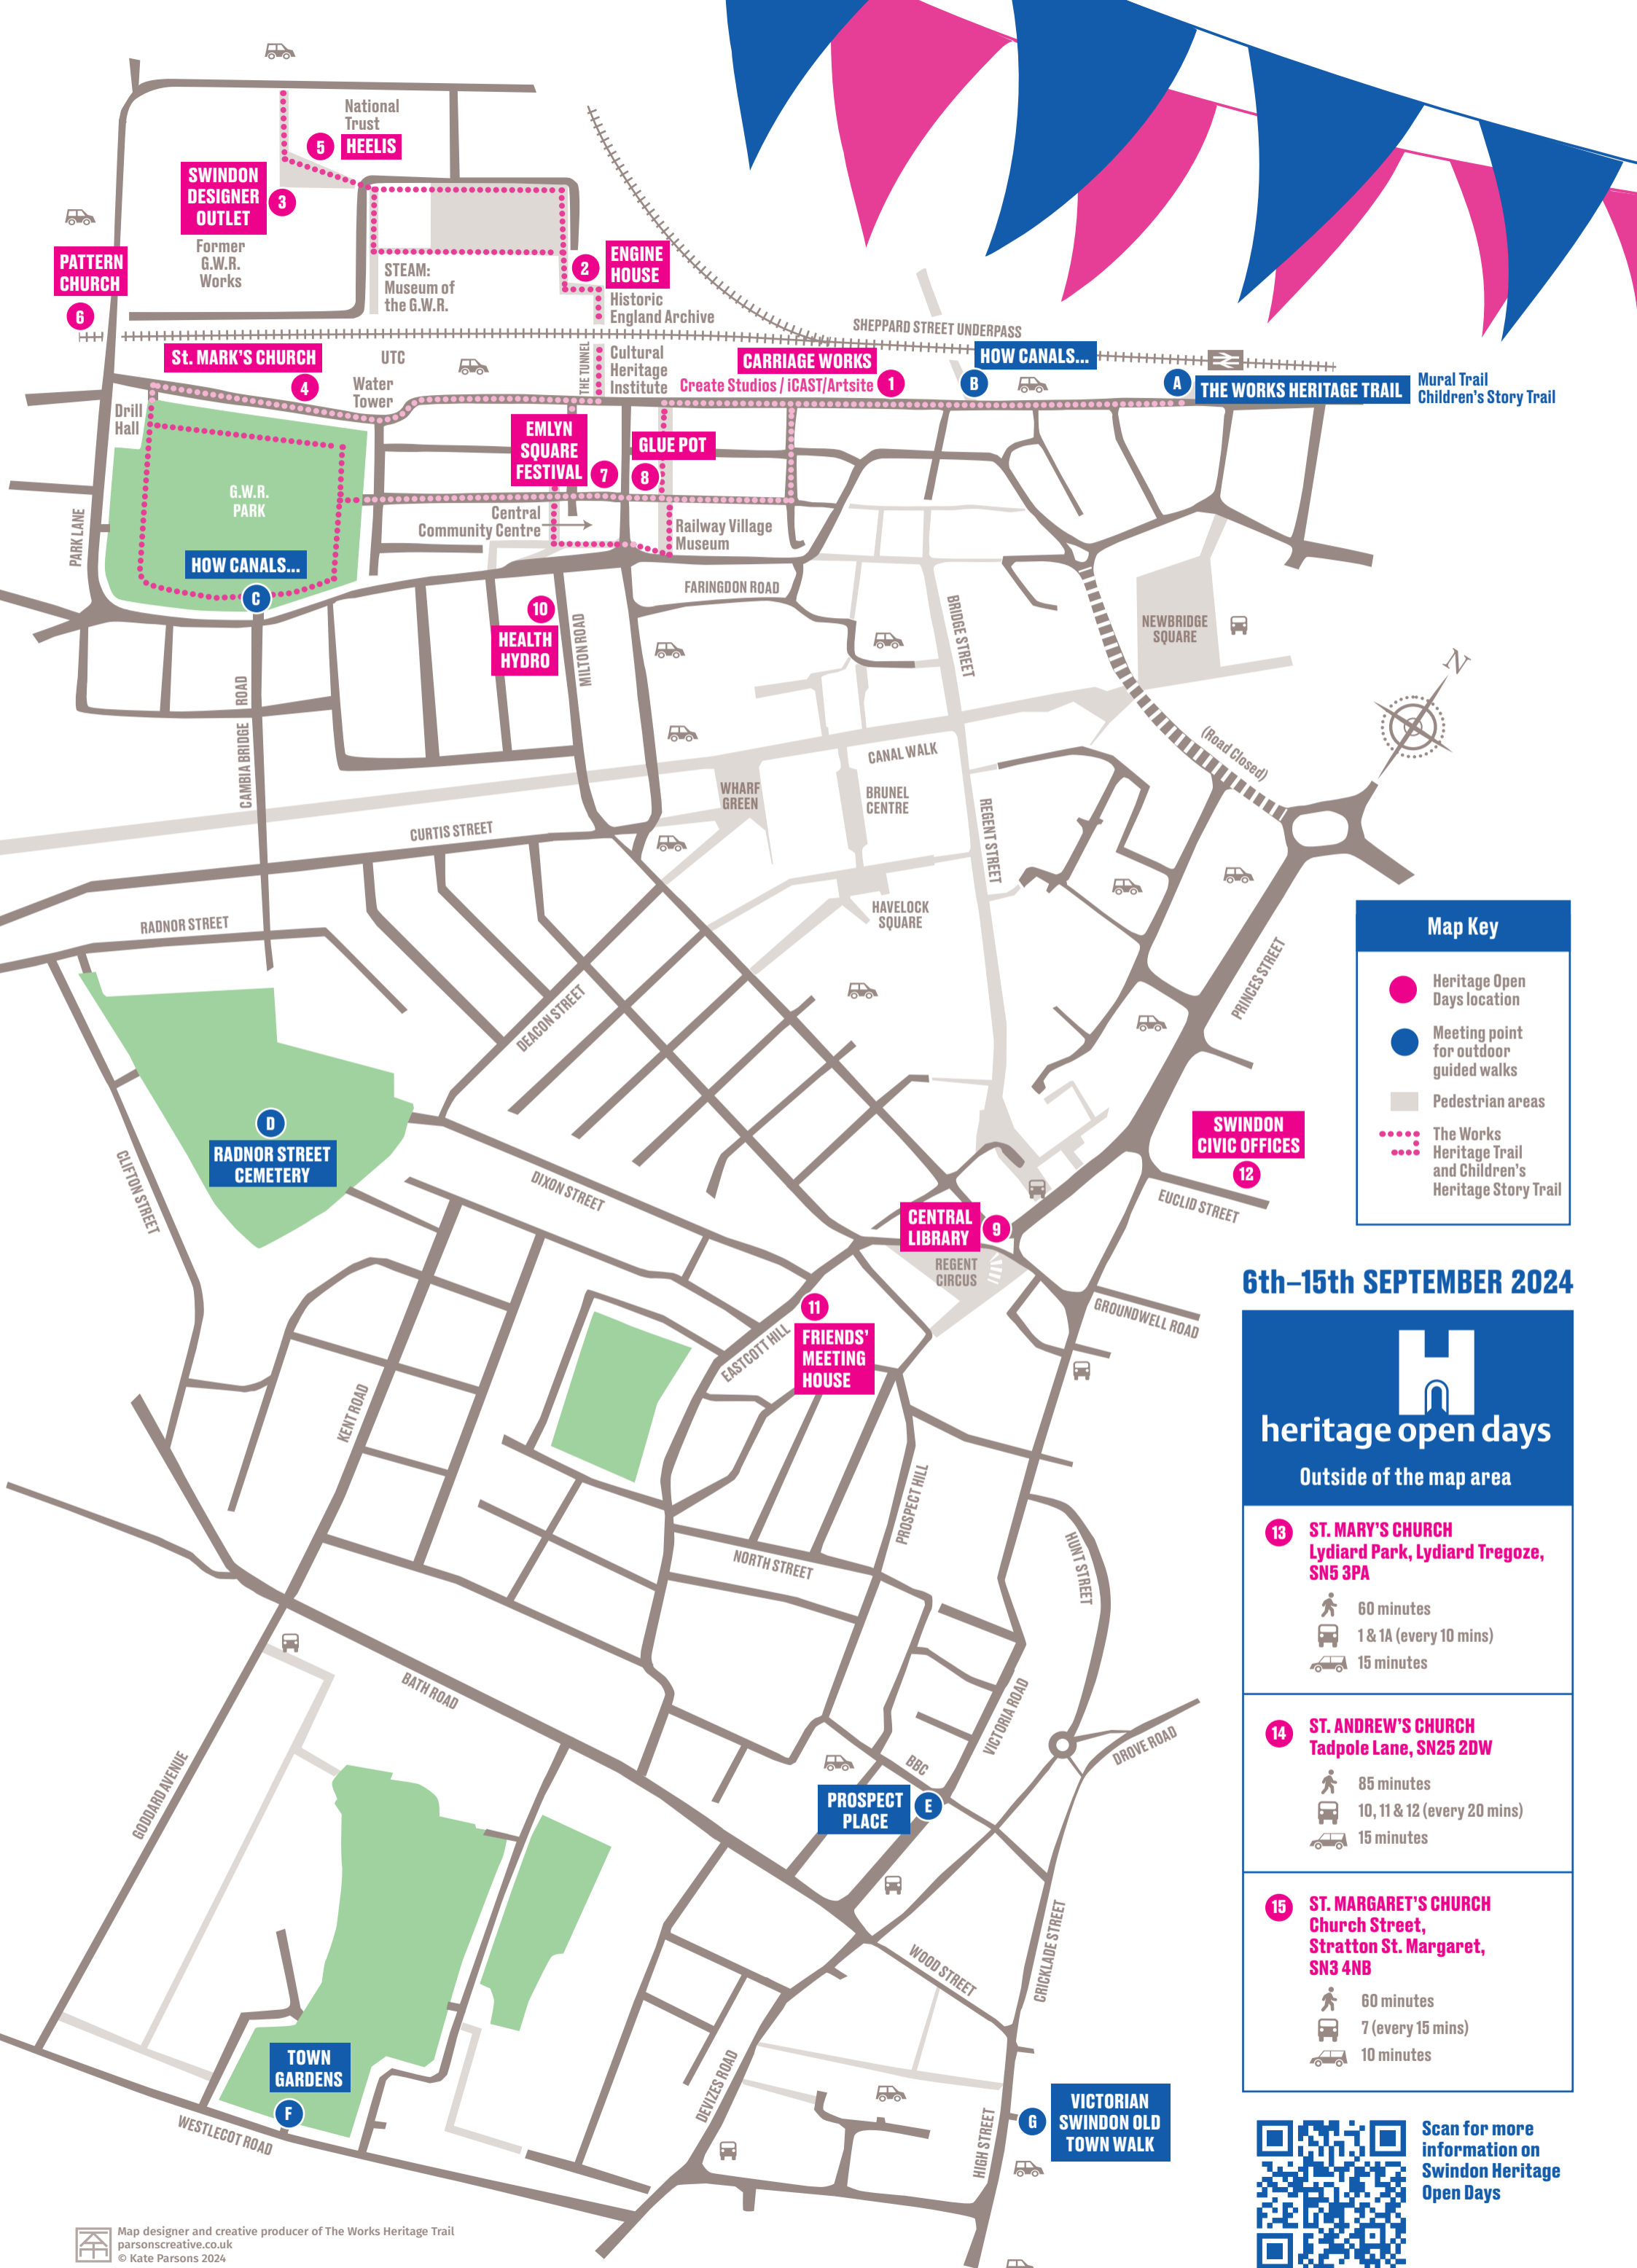 National
Trust
5 HEELIS
SWINDON
DESIGNER
OUTLET
3
Former
G.W.R.
Works
PATTERN
CHURCH
6
STEAM:
Museum of
the G.W.R.
2
ENGINE
HOUSE
Historic
England Archive
SHEPPARD STREET UNDERPASS
St. MARK'S CHURCH
4
UTC
Water
Tower
THE TUNNEL
Cultural
Heritage
Institute
CARRIAGE WORKS
Create Studios / iCAST/Artsite 1
HOW CANALS...
B
A THE WORKS HERITAGE TRAIL
Mural Trail
Children's Story Trail
Drill
Hall
EMLYN
SQUARE
FESTIVAL 7
GLUE POT
8
G.W.R.
PARK
PARK LANE
Central
Community Centre
Railway Village
Museum
HOW CANALS...
C
FARINGDON ROAD
10
HEALTH
HYDRO
MILTON ROAD
BRIDGE STREET
NEWBRIDGE
SQUARE
N
CAMBIA BRIDGE ROAD
(Road Closed)
CANAL WALK
WHARF
GREEN
BRUNEL
CENTRE
REGENT STREET
CURTIS STREET
HAVELOCK
SQUARE
RADNOR STREET
PRINCES STREET
DEACON STREET
Map Key
Heritage Open
Days location
Meeting point
for outdoor
guided walks
Pedestrian areas
The Works
Heritage Trail
and Children's
Heritage Story Trail
D
RADNOR STREET
CEMETERY
CLIFTON STREET
DIXON STREET
SWINDON
CIVIC OFFICES
12
EUCLID STREET
CENTRAL
LIBRARY
9
REGENT
CIRCUS
GROUNDWELL ROAD
11
FRIENDS'
MEETING
HOUSE
EASTCOTT HILL
KENT ROAD
PROSPECT HILL
NORTH STREET
HUNT STREET
BATH ROAD
VICTORIA ROAD
DROVE ROAD
BBC
PROSPECT
PLACE
E
GODDARD AVENUE
WOOD STREET
CRICKLADE STREET
TOWN
GARDENS
F
WESTLECOT ROAD
DEVIZES ROAD
HIGH STREET
G
VICTORIAN
SWINDON OLD
TOWN WALK
6th–15th SEPTEMBER 2024
heritage open days
Outside of the map area
13
ST. MARY'S CHURCH
Lydiard Park, Lydiard Tregoze,
SN5 3PA
60 minutes
1 & 1A (every 10 mins)
15 minutes
14
ST. ANDREW'S CHURCH
Tadpole Lane, SN25 2DW
85 minutes
10, 11 & 12 (every 20 mins)
15 minutes
15
ST. MARGARET'S CHURCH
Church Street,
Stratton St. Margaret,
SN3 4NB
60 minutes
7 (every 15 mins)
10 minutes
Scan for more
information on
Swindon Heritage
Open Days
Map designer and creative producer of The Works Heritage Trail
parsonscreative.co.uk
© Kate Parsons 2024